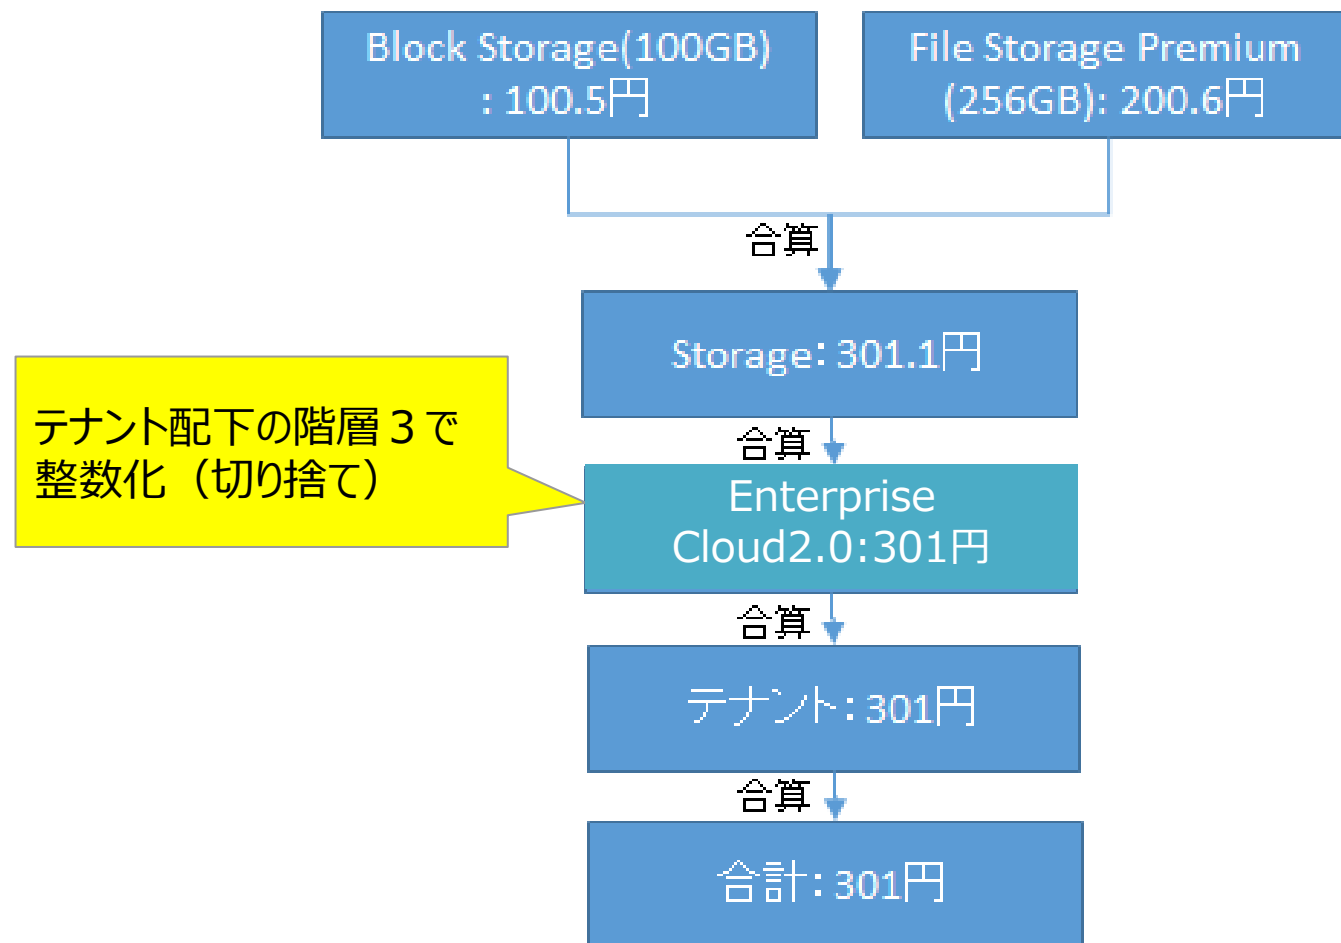 Block Storage(100GB)
: 100.5円
File Storage Premium
(256GB): 200.6円
合算
Storage: 301.1円
テナント配下の階層３で
整数化（切り捨て）
合算
Enterprise
Cloud2.0:301円
合算
テナント: 301円
合算
合計: 301円